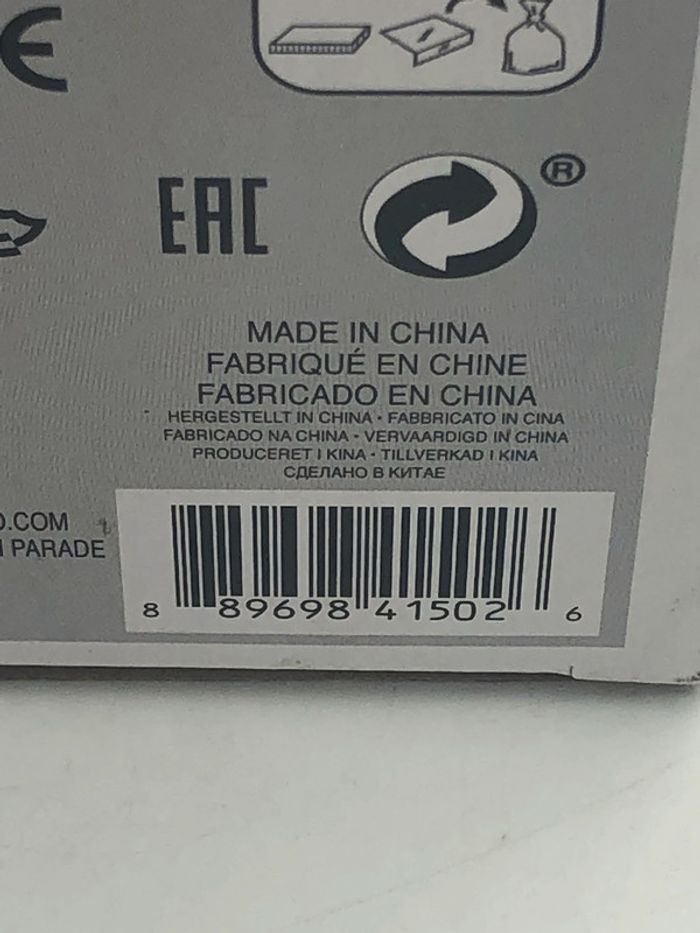 CE
EAC
®
MADE IN CHINA
FABRIQUÉ EN CHINE
FABRICADO EN CHINA
HERGESTELLT IN CHINA · FABBRICATO IN CINA
FABRICADO NA CHINA · VERVAARDIGD IN CHINA
PRODUCERET I KINA · TILLVERKAD I KINA
СДЕЛАНО В КИТАЕ
.COM
PARADE
8 89698 41502 6